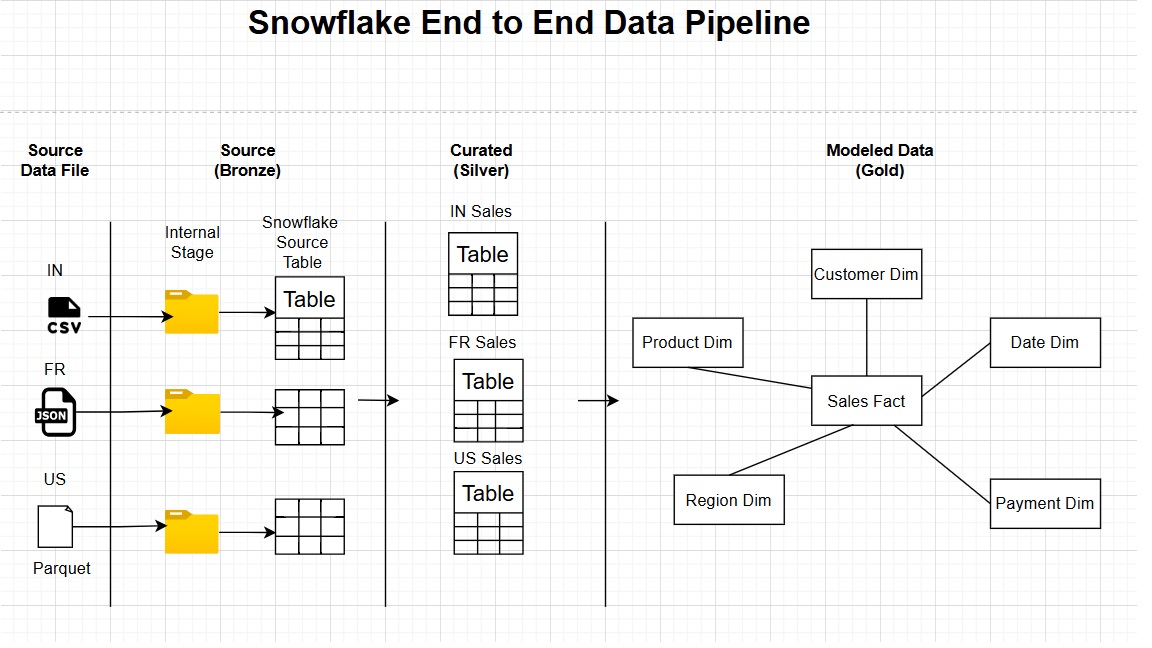 Snowflake End to End Data Pipeline
Source
Data File
Source
(Bronze)
Curated
(Silver)
Modeled Data
(Gold)
IN
CSV
FR
JSON
US
Parquet
Internal
Stage
Snowflake
Source
Table
Table
IN Sales
Table
FR Sales
Table
US Sales
Table
Customer Dim
Product Dim
Date Dim
Sales Fact
Region Dim
Payment Dim